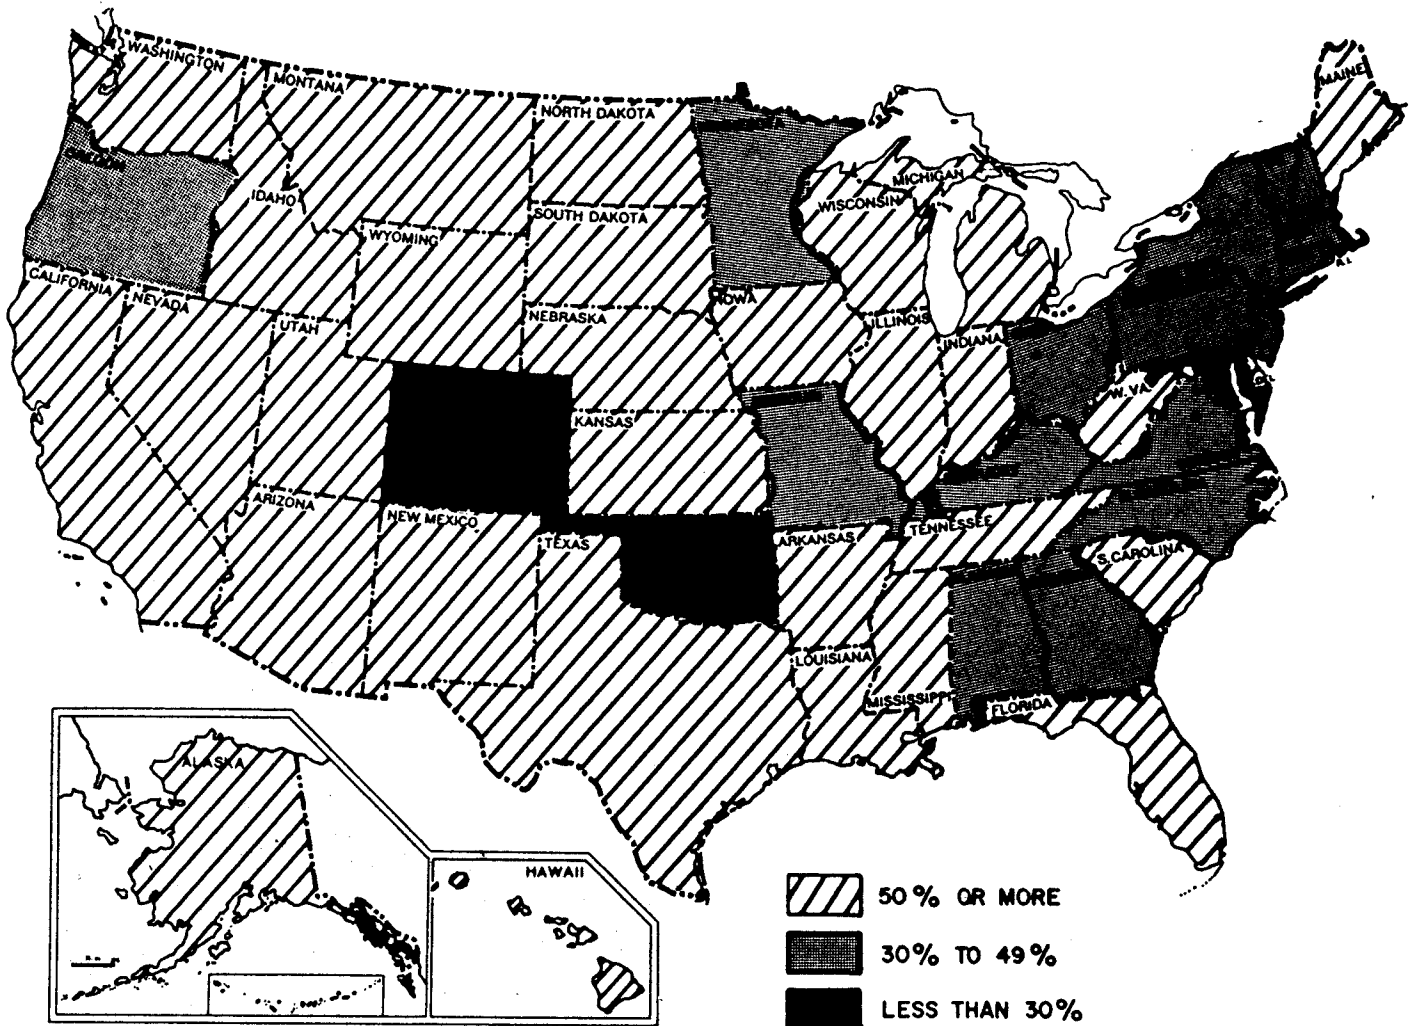 WASHINGTON
MONTANA
NORTH DAKOTA
MAINE
MICHIGAN
IDAHO
WISCONSIN
SOUTH DAKOTA
WYOMING
CALIFORNIA
NEVADA
IOWA
NEBRASKA
ILLINOIS
UTAH
INDIANA
W. VA.
KANSAS
ARIZONA
NEW MEXICO
TENNESSEE
TEXAS
ARKANSAS
S. CAROLINA
LOUISIANA
MISSISSIPPI
FLORIDA
ALASKA
HAWAII
50% OR MORE
30% TO 49%
LESS THAN 30%